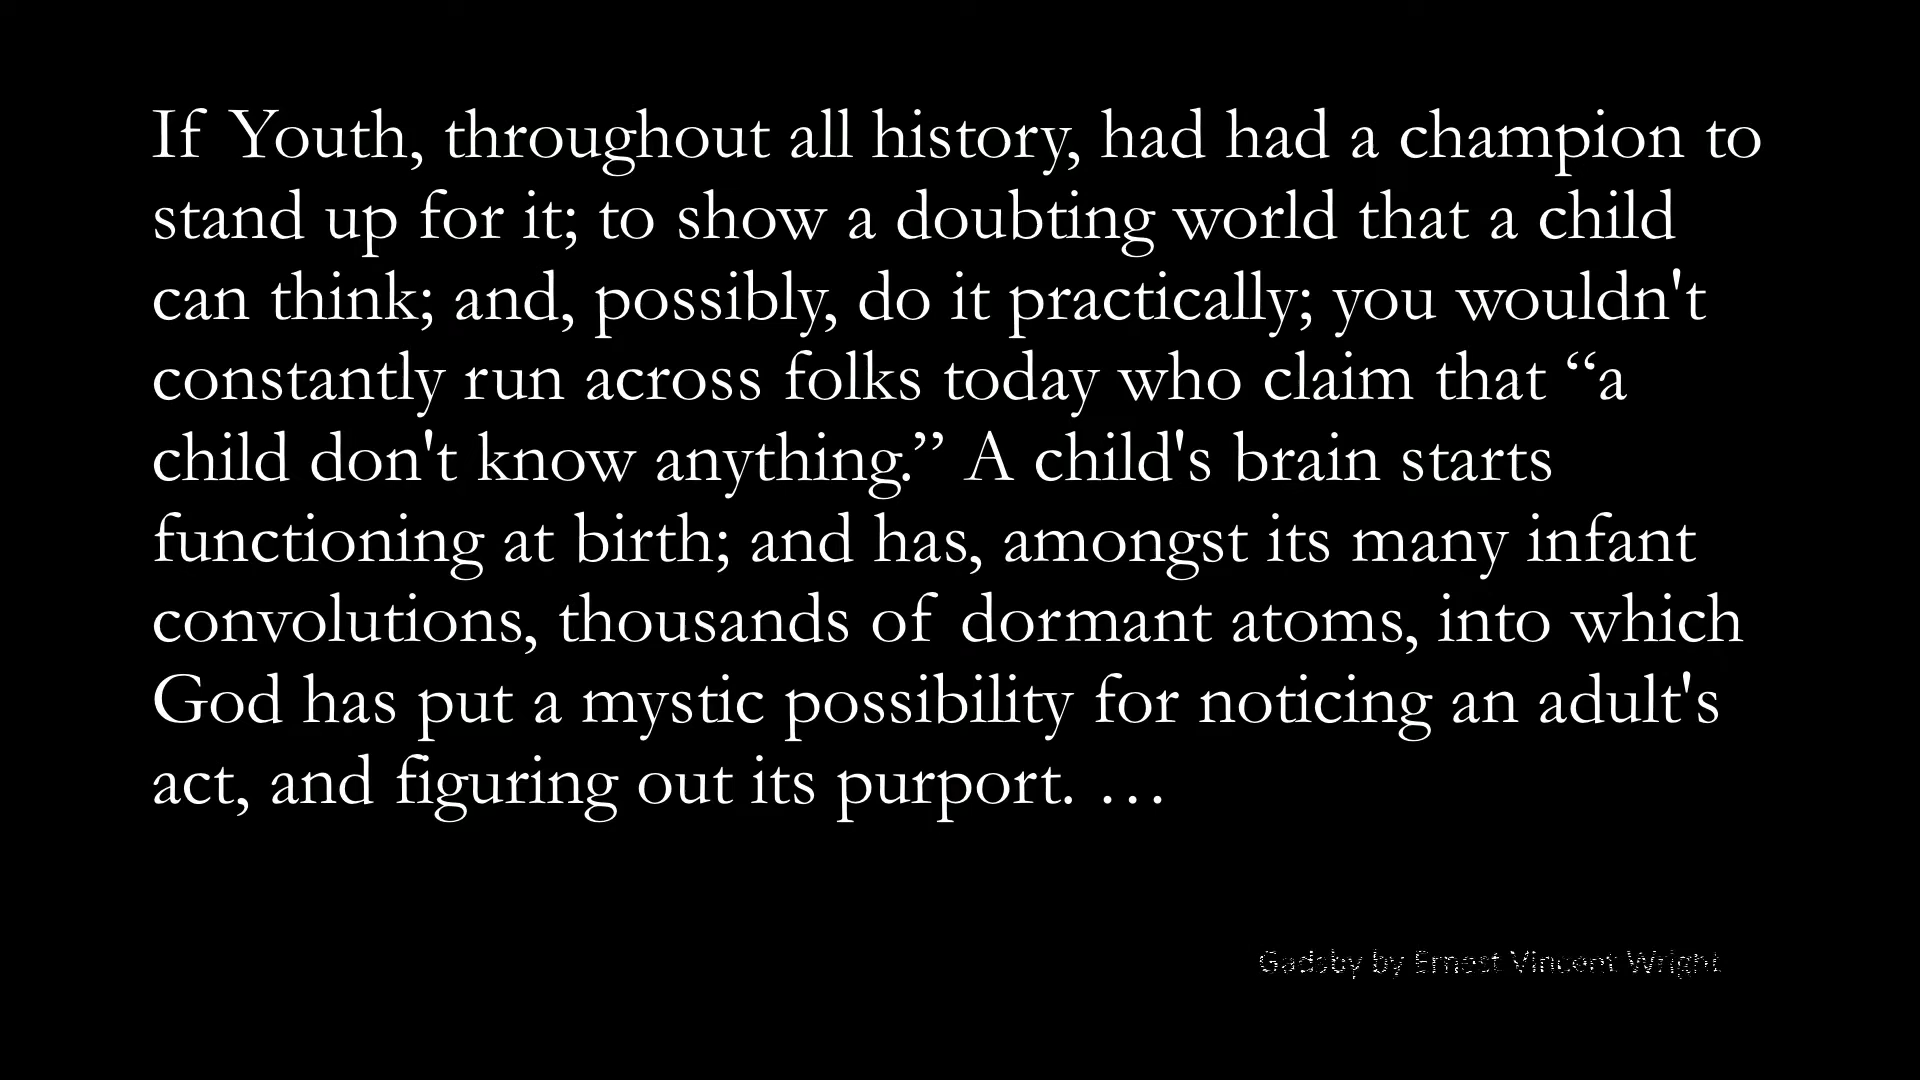 If Youth, throughout all history, had had a champion to
stand up for it; to show a doubting world that a child
can think; and, possibly, do it practically; you wouldn't
constantly run across folks today who claim that “a
child don't know anything.” A child's brain starts
functioning at birth; and has, amongst its many infant
convolutions, thousands of dormant atoms, into which
God has put a mystic possibility for noticing an adult's
act, and figuring out its purport. …
Gadsby by Ernest Vincent Wright